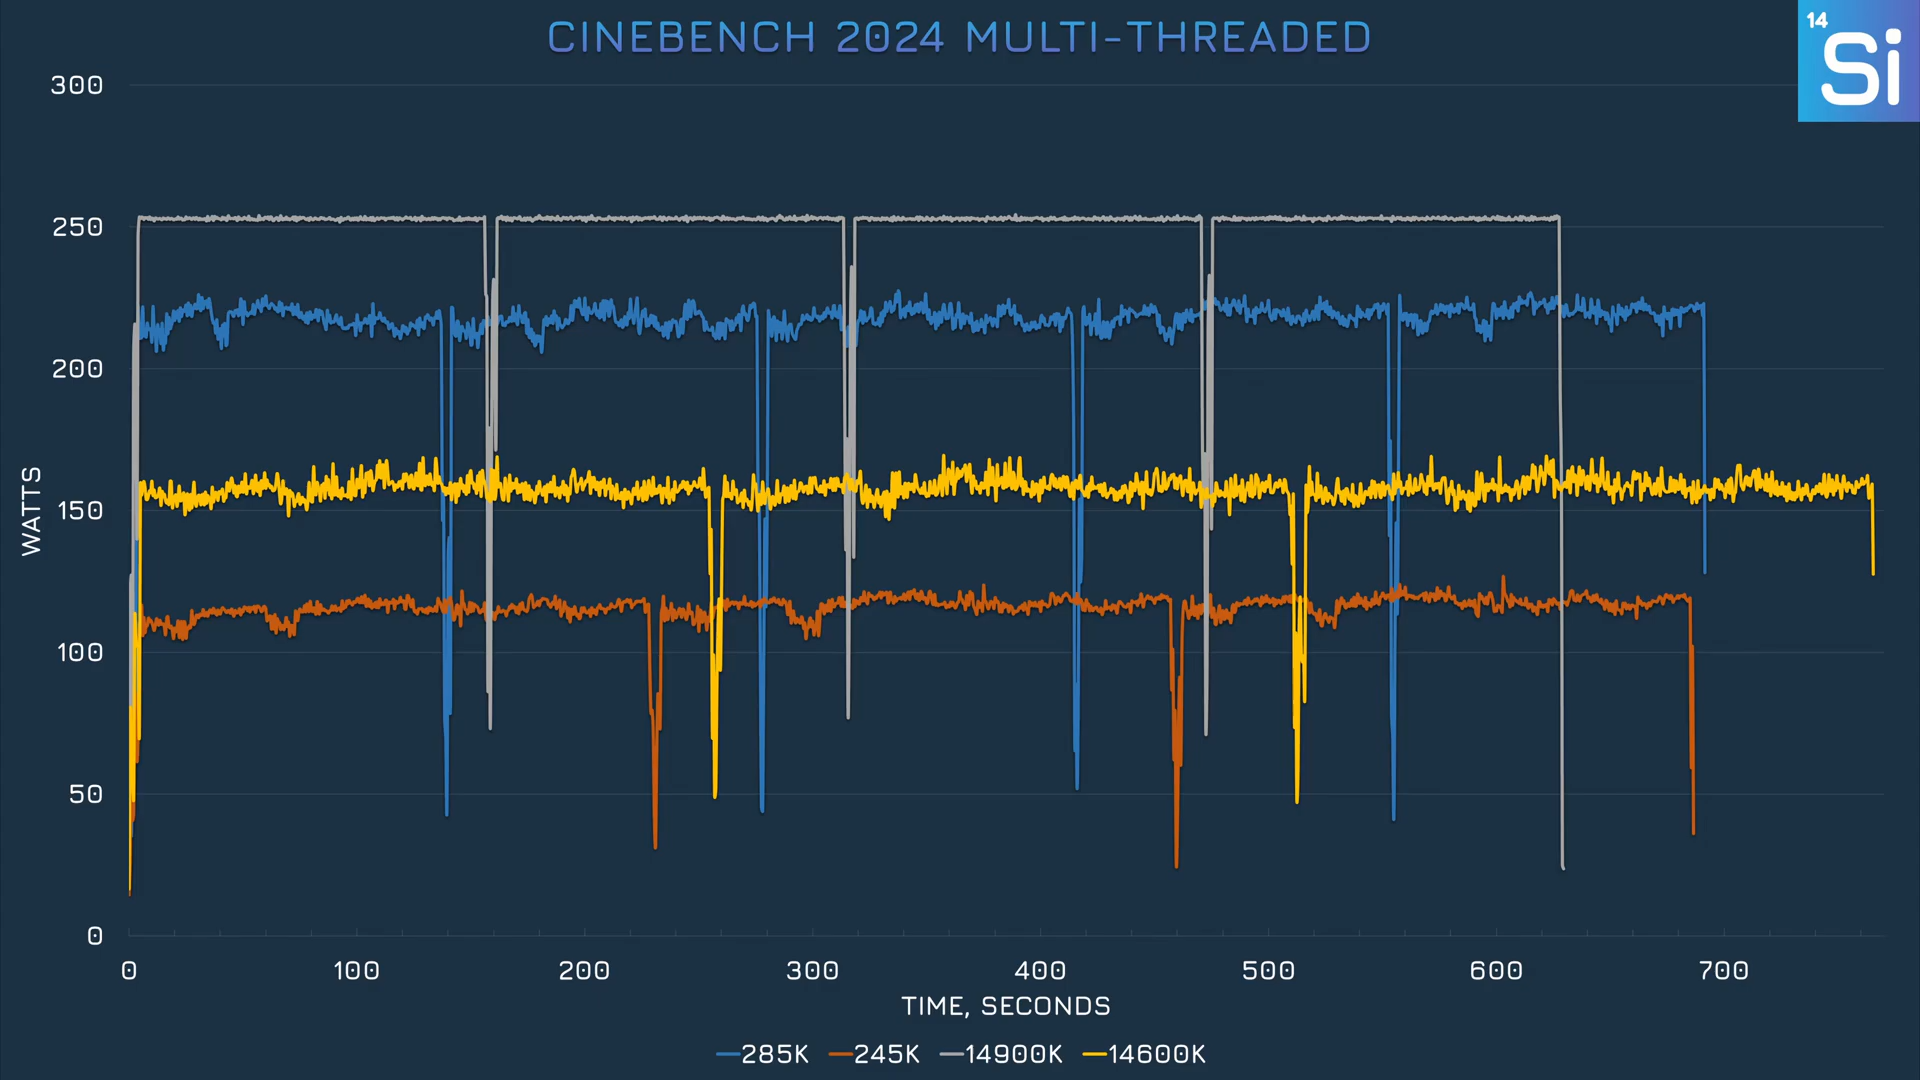 CINEBENCH 2024 MULTI-THREADED
14
Si
300
250
200
150
100
50
0
WATTS
0 100 200 300 400 500 600 700
TIME, SECONDS
285K 245K 14900K 14600K